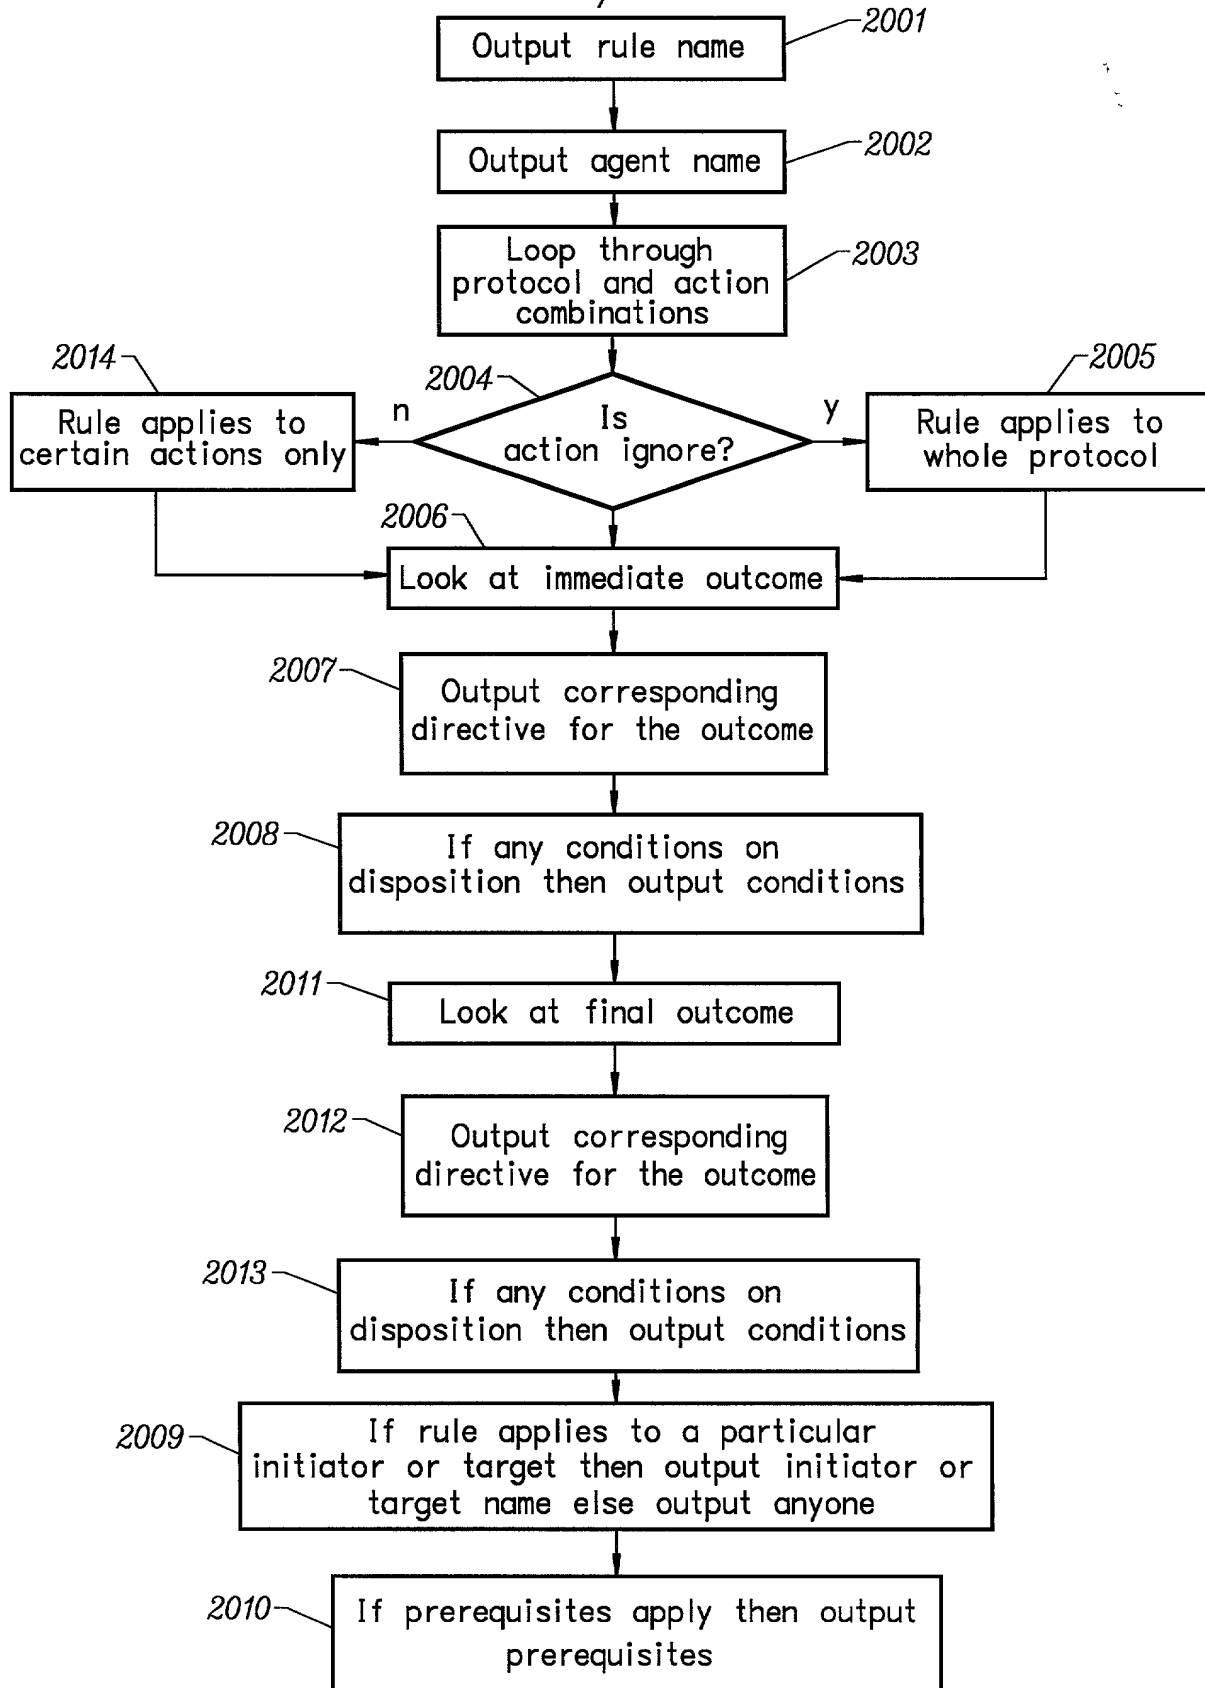 2001
Output rule name
2002
Output agent name
2003
Loop through
protocol and action
combinations
2014
2004
2005
n
y
Rule applies to
certain actions only
Is
action ignore?
Rule applies to
whole protocol
2006
Look at immediate outcome
2007
Output corresponding
directive for the outcome
2008
If any conditions on
disposition then output conditions
2011
Look at final outcome
2012
Output corresponding
directive for the outcome
2013
If any conditions on
disposition then output conditions
2009
If rule applies to a particular
initiator or target then output initiator or
target name else output anyone
2010
If prerequisites apply then output
prerequisites